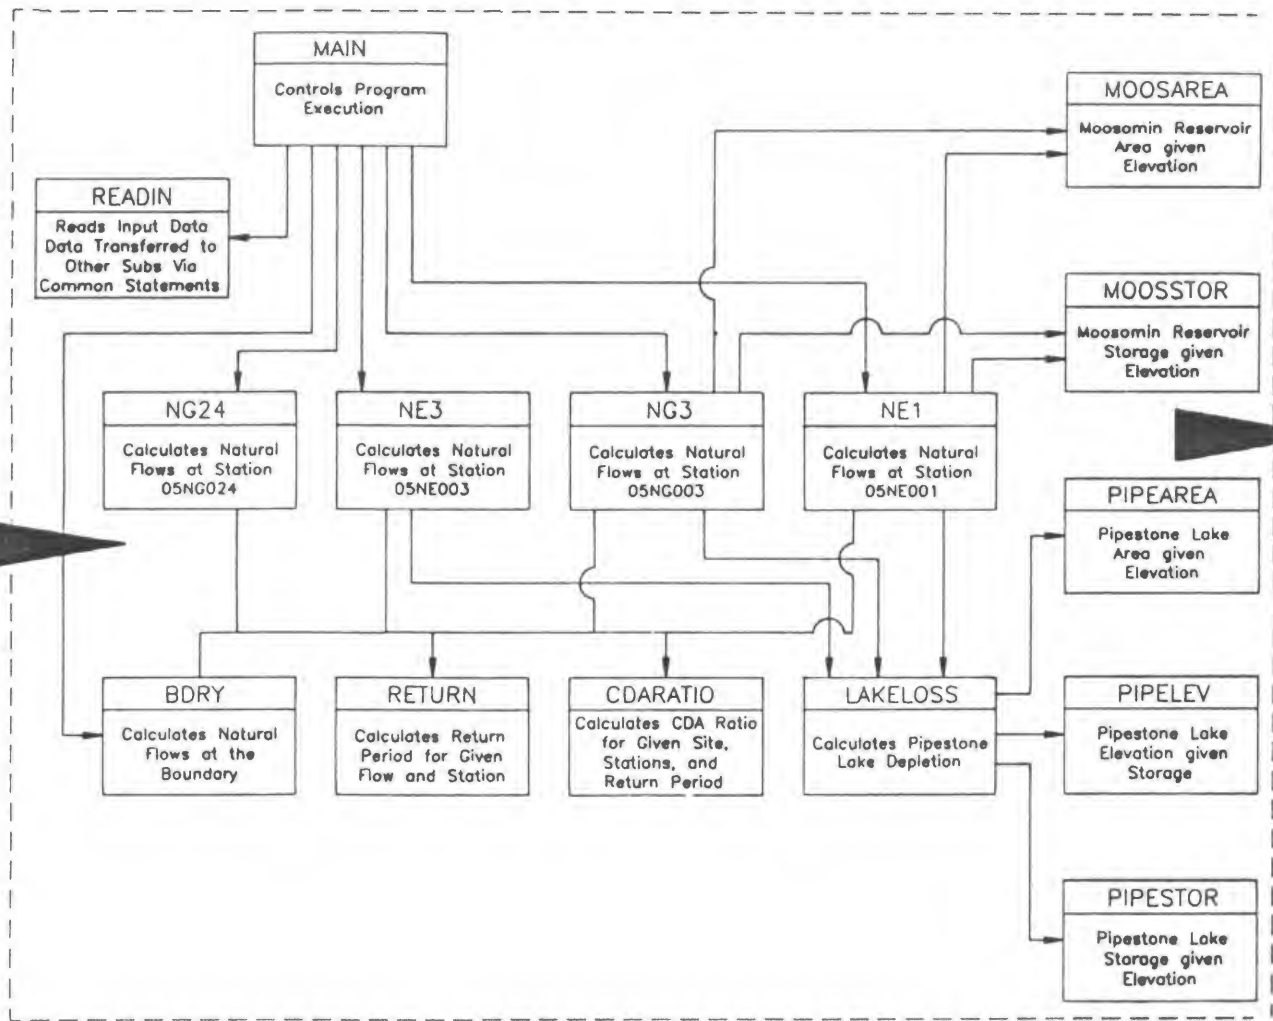 MAIN
Controls Program
Execution
READIN
Reads Input Data
Data Transferred to
Other Subs Via
Common Statements
MOOSAREA
Moosomin Reservoir
Area given
Elevation
MOOSSTOR
Moosomin Reservoir
Storage given
Elevation
NG24
Calculates Natural
Flows at Station
05NG024
NE3
Calculates Natural
Flows at Station
05NE003
NG3
Calculates Natural
Flows at Station
05NG003
NE1
Calculates Natural
Flows at Station
05NE001
PIPEAREA
Pipestone Lake
Area given
Elevation
BDRY
Calculates Natural
Flows at the
Boundary
RETURN
Calculates Return
Period for Given
Flow and Station
CDARATIO
Calculates CDA Ratio
for Given Site,
Stations, and
Return Period
LAKELOSS
Calculates Pipestone
Lake Depletion
PIPELEV
Pipestone Lake
Elevation given
Storage
PIPESTOR
Pipestone Lake
Storage given
Elevation